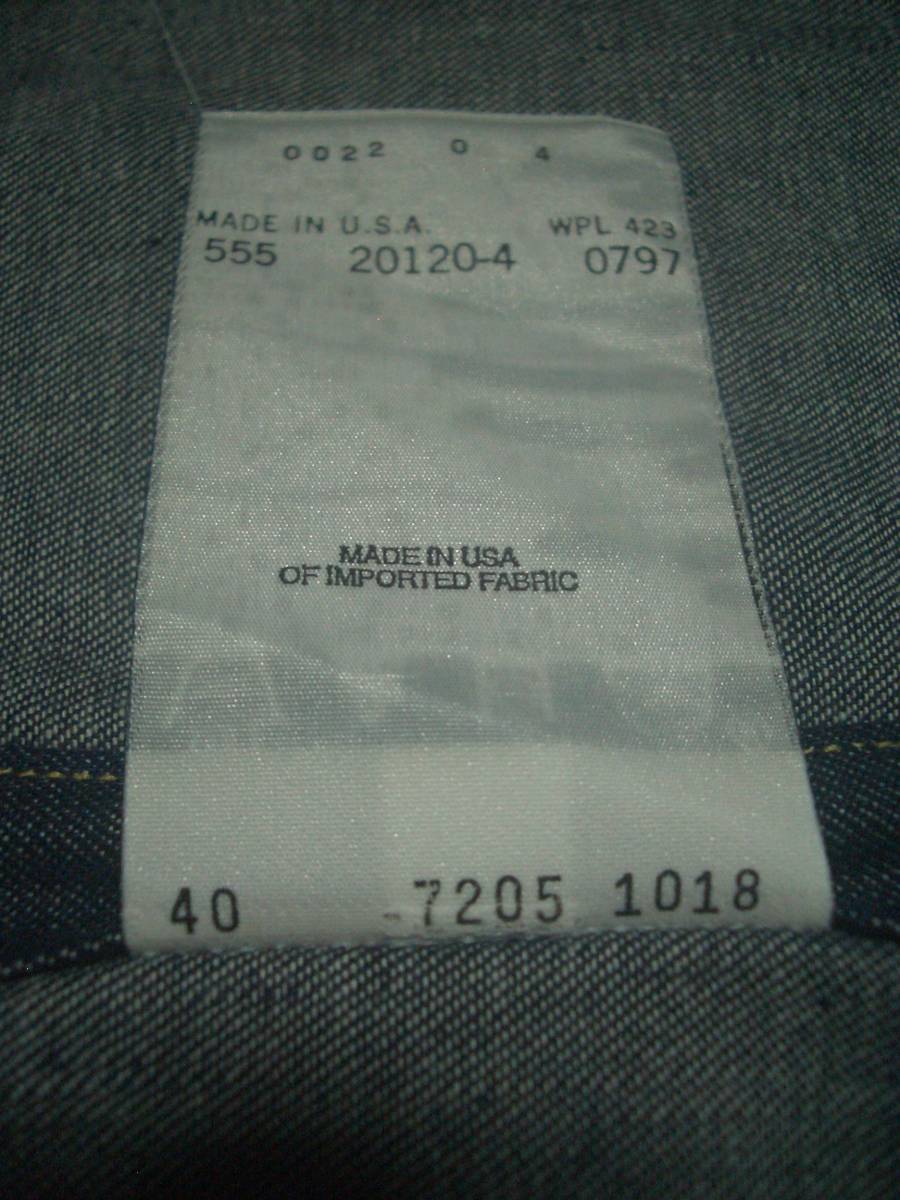 0022 0 4
MADE IN U.S.A. WPL 423
555 20120-4 0797
MADE IN USA
OF IMPORTED FABRIC
40 7205 1018